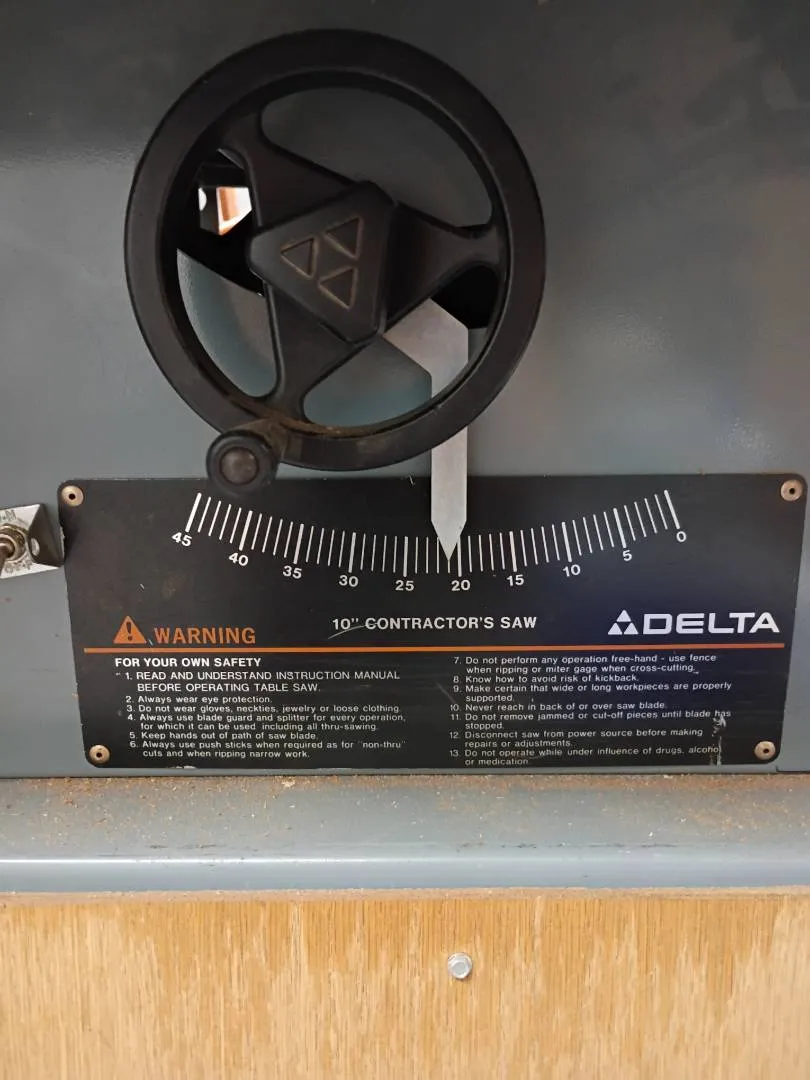 45 40 35 30 25 20 15 10 5 0
10" CONTRACTOR'S SAW
DELTA
WARNING
FOR YOUR OWN SAFETY
1. READ AND UNDERSTAND INSTRUCTION MANUAL
BEFORE OPERATING TABLE SAW.
2. Always wear eye protection.
3. Do not wear gloves, neckties, jewelry or loose clothing.
4. Always use blade guard and splitter for every operation,
for which it can be used, including all thru-sawing.
5. Keep hands out of path of saw blade.
6. Always use push sticks when required as for "non-thru"
cuts and when ripping narrow work.
7. Do not perform any operation free-hand - use fence
when ripping or miter gage when cross-cutting.
8. Know how to avoid risk of kickback.
9. Make certain that wide or long workpieces are properly
supported.
10. Never reach in back of or over saw blade.
11. Do not remove jammed or cut-off pieces until blade has
stopped.
12. Disconnect saw from power source before making
repairs or adjustments.
13. Do not operate while under influence of drugs, alcohol
or medication.